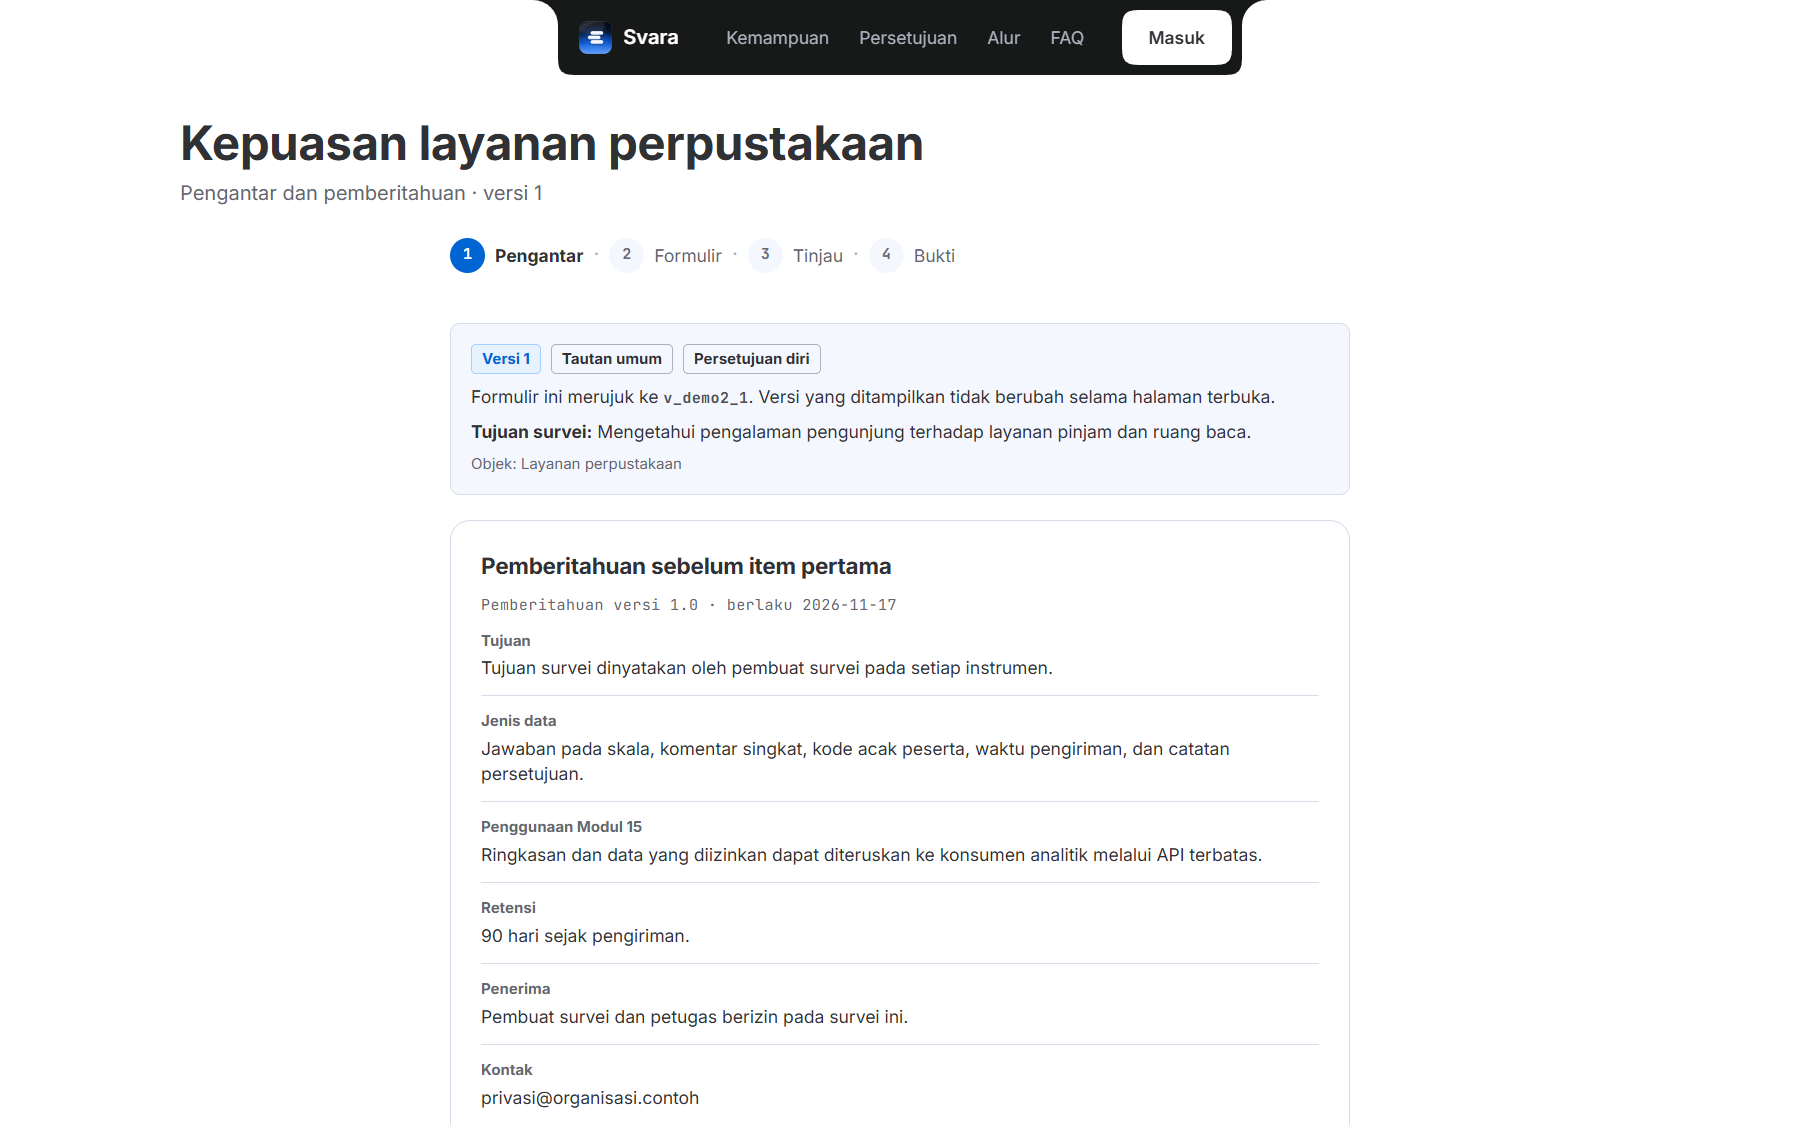 Svara
Kemampuan
Persetujuan
Alur
FAQ
Masuk
Kepuasan layanan perpustakaan
Pengantar dan pemberitahuan · versi 1
1 Pengantar · 2 Formulir · 3 Tinjau · 4 Bukti
Versi 1
Tautan umum
Persetujuan diri
Formulir ini merujuk ke v_demo2_1. Versi yang ditampilkan tidak berubah selama halaman terbuka.
Tujuan survei: Mengetahui pengalaman pengunjung terhadap layanan pinjam dan ruang baca.
Objek: Layanan perpustakaan
Pemberitahuan sebelum item pertama
Pemberitahuan versi 1.0 · berlaku 2026-11-17
Tujuan
Tujuan survei dinyatakan oleh pembuat survei pada setiap instrumen.
Jenis data
Jawaban pada skala, komentar singkat, kode acak peserta, waktu pengiriman, dan catatan
persetujuan.
Penggunaan Modul 15
Ringkasan dan data yang diizinkan dapat diteruskan ke konsumen analitik melalui API terbatas.
Retensi
90 hari sejak pengiriman.
Penerima
Pembuat survei dan petugas berizin pada survei ini.
Kontak
privasi@organisasi.contoh